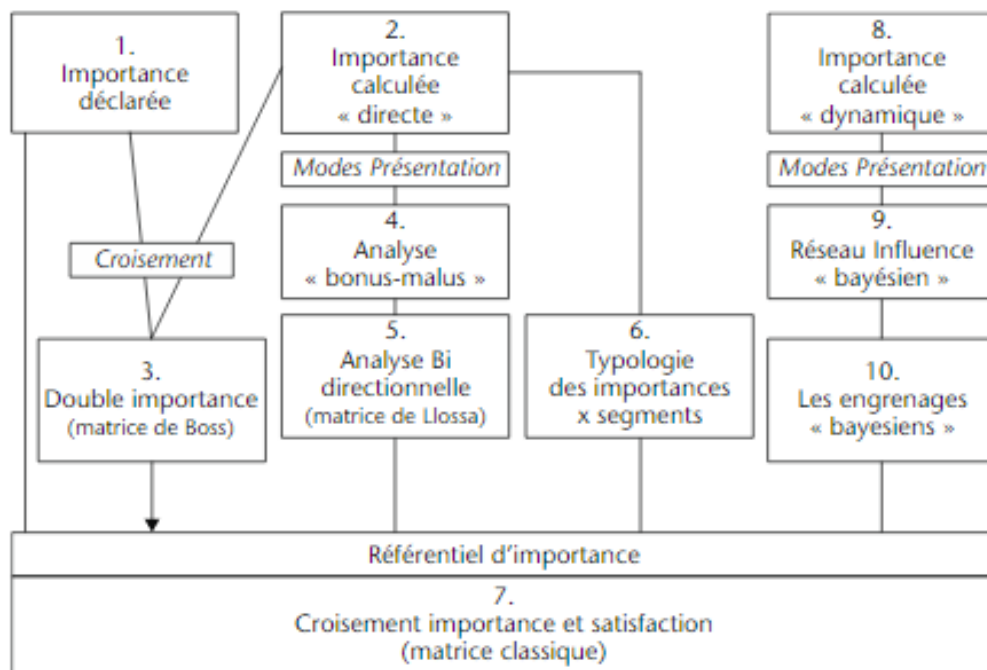 1.
Importance
déclarée
2.
Importance
calculée
« directe »
8.
Importance
calculée
« dynamique »
Modes Présentation
Modes Présentation
Croisement
4.
Analyse
« bonus-malus »
9.
Réseau Influence
« bayésien »
3.
Double importance
(matrice de Boss)
5.
Analyse Bi
directionnelle
(matrice de Llossa)
6.
Typologie
des importances
x segments
10.
Les engrenages
« bayesiens »
Référentiel d'importance
7.
Croisement importance et satisfaction
(matrice classique)